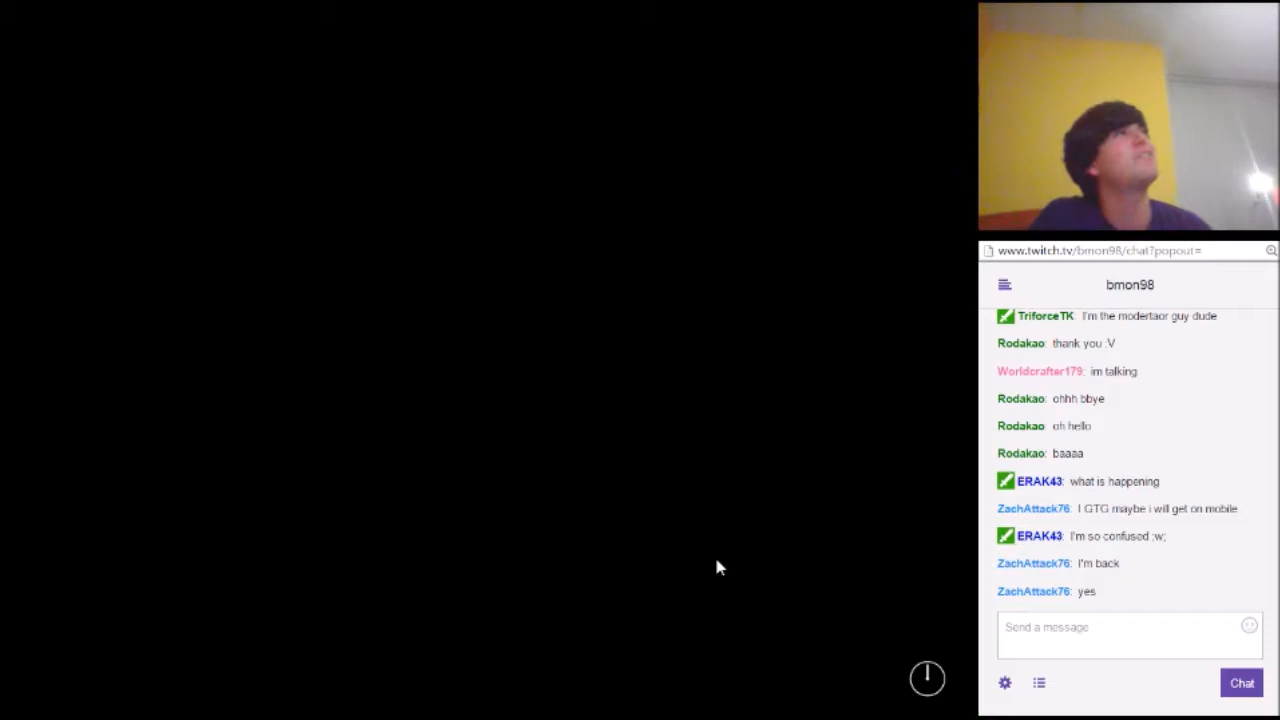 www.twitch.tv/bmon98/chat?popout=
bmon98
TriforceTK: I'm the modertaor guy dude
Rodakao: thank you :V
Worldcrafter179: im talking
Rodakao: ohhh bbye
Rodakao: oh hello
Rodakao: baaaa
ERAK43: what is happening
ZachAttack76: I GTG maybe i will get on mobile
ERAK43: I'm so confused ;w;
ZachAttack76: I'm back
ZachAttack76: yes
Send a message
Chat